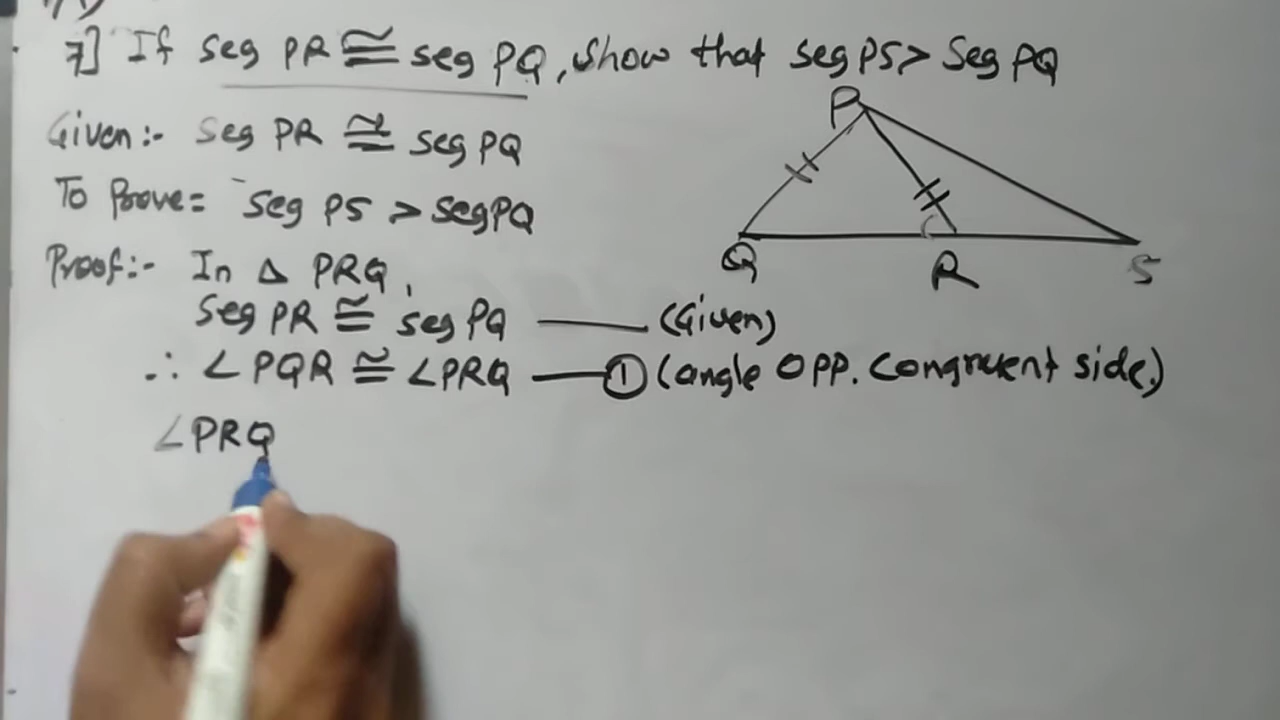 7] If seg PR ≅ seg PQ, show that seg PS > Seg PQ
Given:- seg PR ≅ seg PQ
To Prove= seg PS > seg PQ
Proof:- In Δ PRQ,
seg PR ≅ seg PQ — (Given)
∴ ∠PQR ≅ ∠PRQ — ① (angle opp. congruent side.)
∠PRQ
P
Q R S